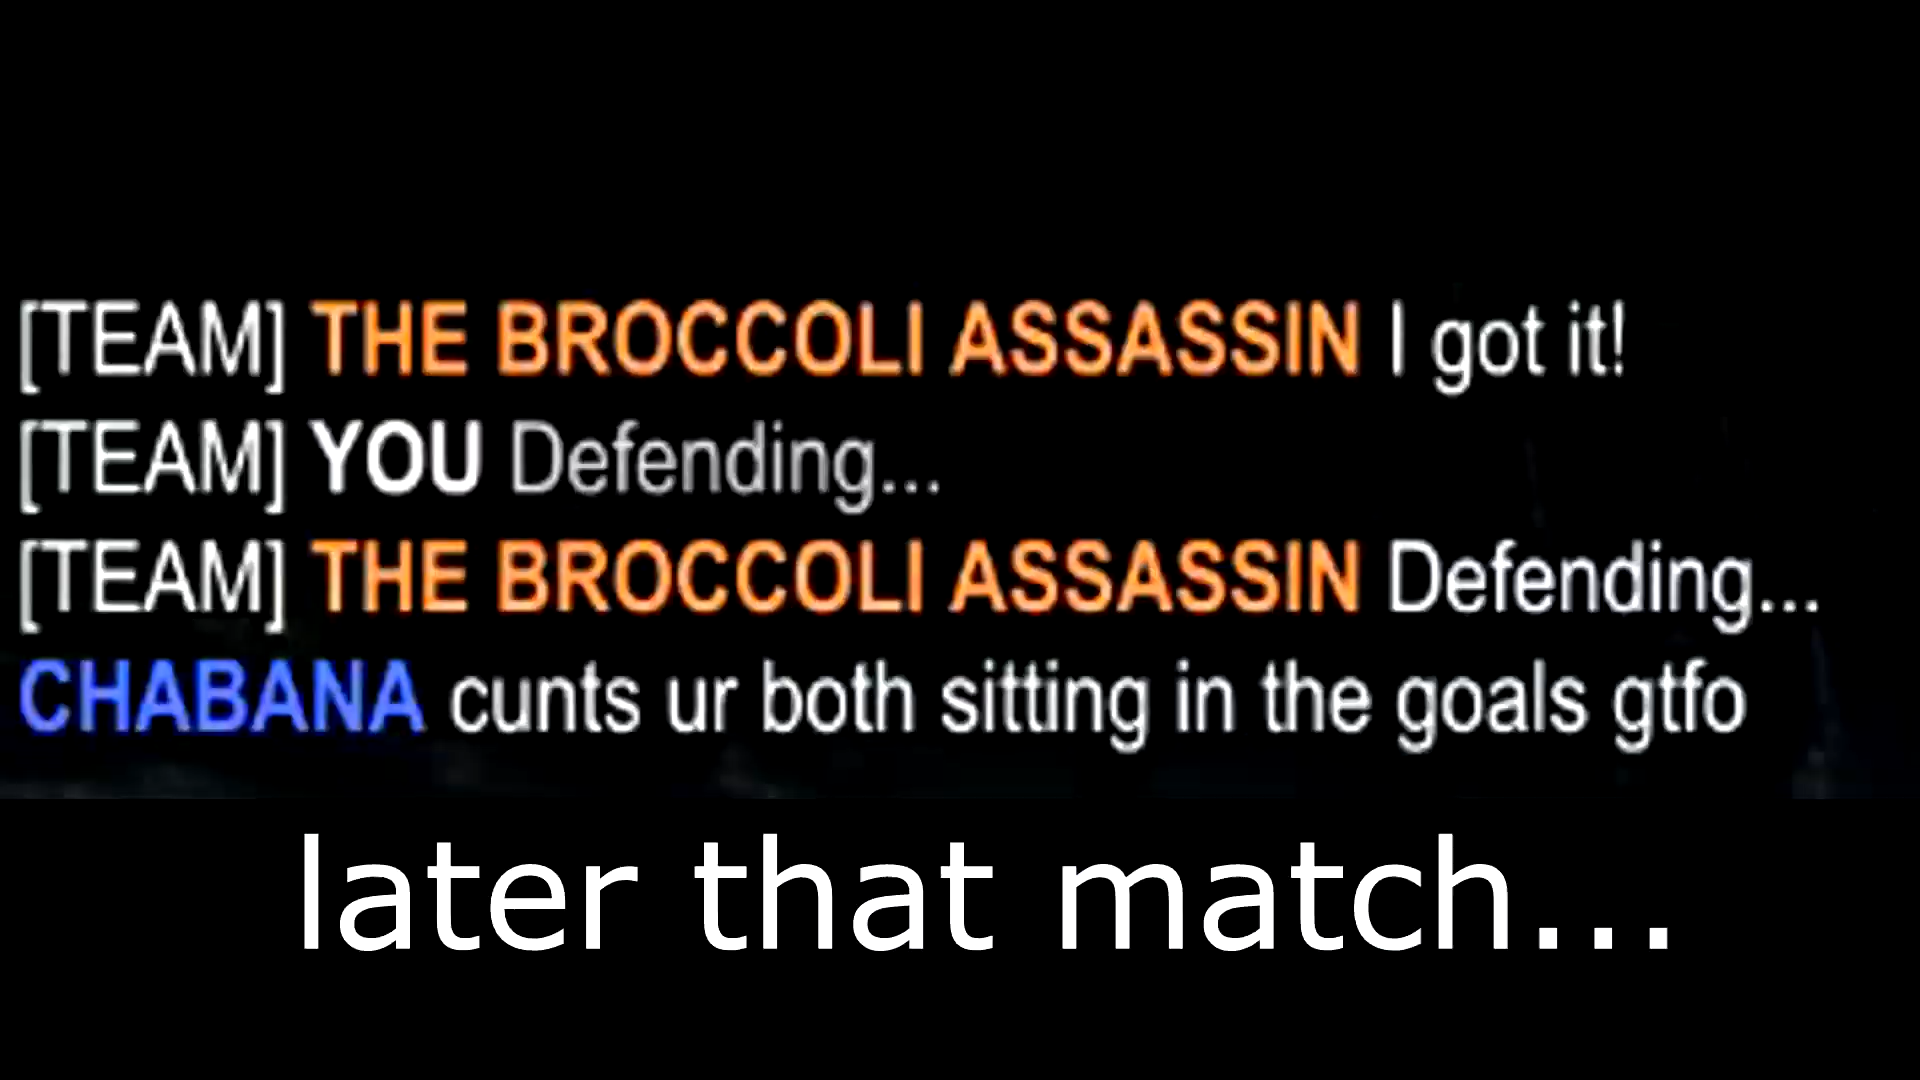 [TEAM] THE BROCCOLI ASSASSIN I got it!
[TEAM] YOU Defending...
[TEAM] THE BROCCOLI ASSASSIN Defending...
CHABANA cunts ur both sitting in the goals gtfo
later that match...